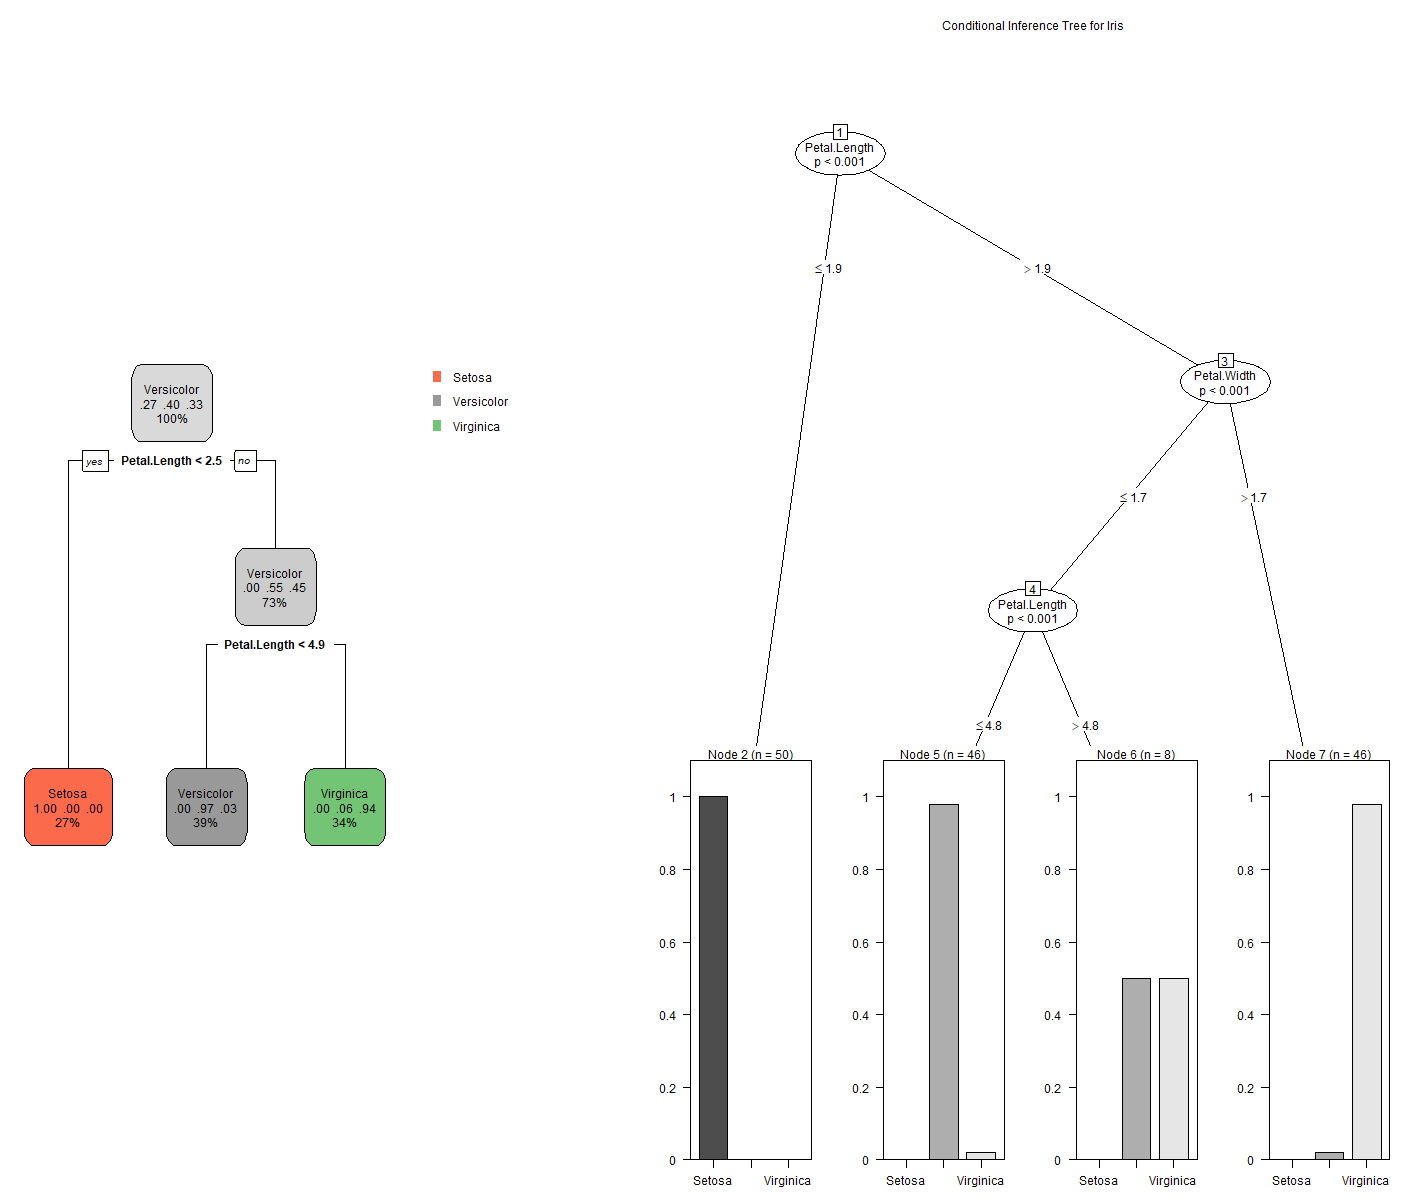 Conditional Inference Tree for Iris
Versicolor
.27 .40 .33
100%
yes
Petal.Length < 2.5
no
Versicolor
.00 .55 .45
73%
Petal.Length < 4.9
Setosa
1.00 .00 .00
27%
Versicolor
.00 .97 .03
39%
Virginica
.00 .06 .94
34%
Setosa
Versicolor
Virginica
1
Petal.Length
p < 0.001
≤ 1.9
> 1.9
3
Petal.Width
p < 0.001
≤ 1.7
> 1.7
4
Petal.Length
p < 0.001
≤ 4.8
> 4.8
Node 2 (n = 50)
1
0.8
0.6
0.4
0.2
0
Setosa
Virginica
Node 5 (n = 46)
1
0.8
0.6
0.4
0.2
0
Setosa
Virginica
Node 6 (n = 8)
1
0.8
0.6
0.4
0.2
0
Setosa
Virginica
Node 7 (n = 46)
1
0.8
0.6
0.4
0.2
0
Setosa
Virginica